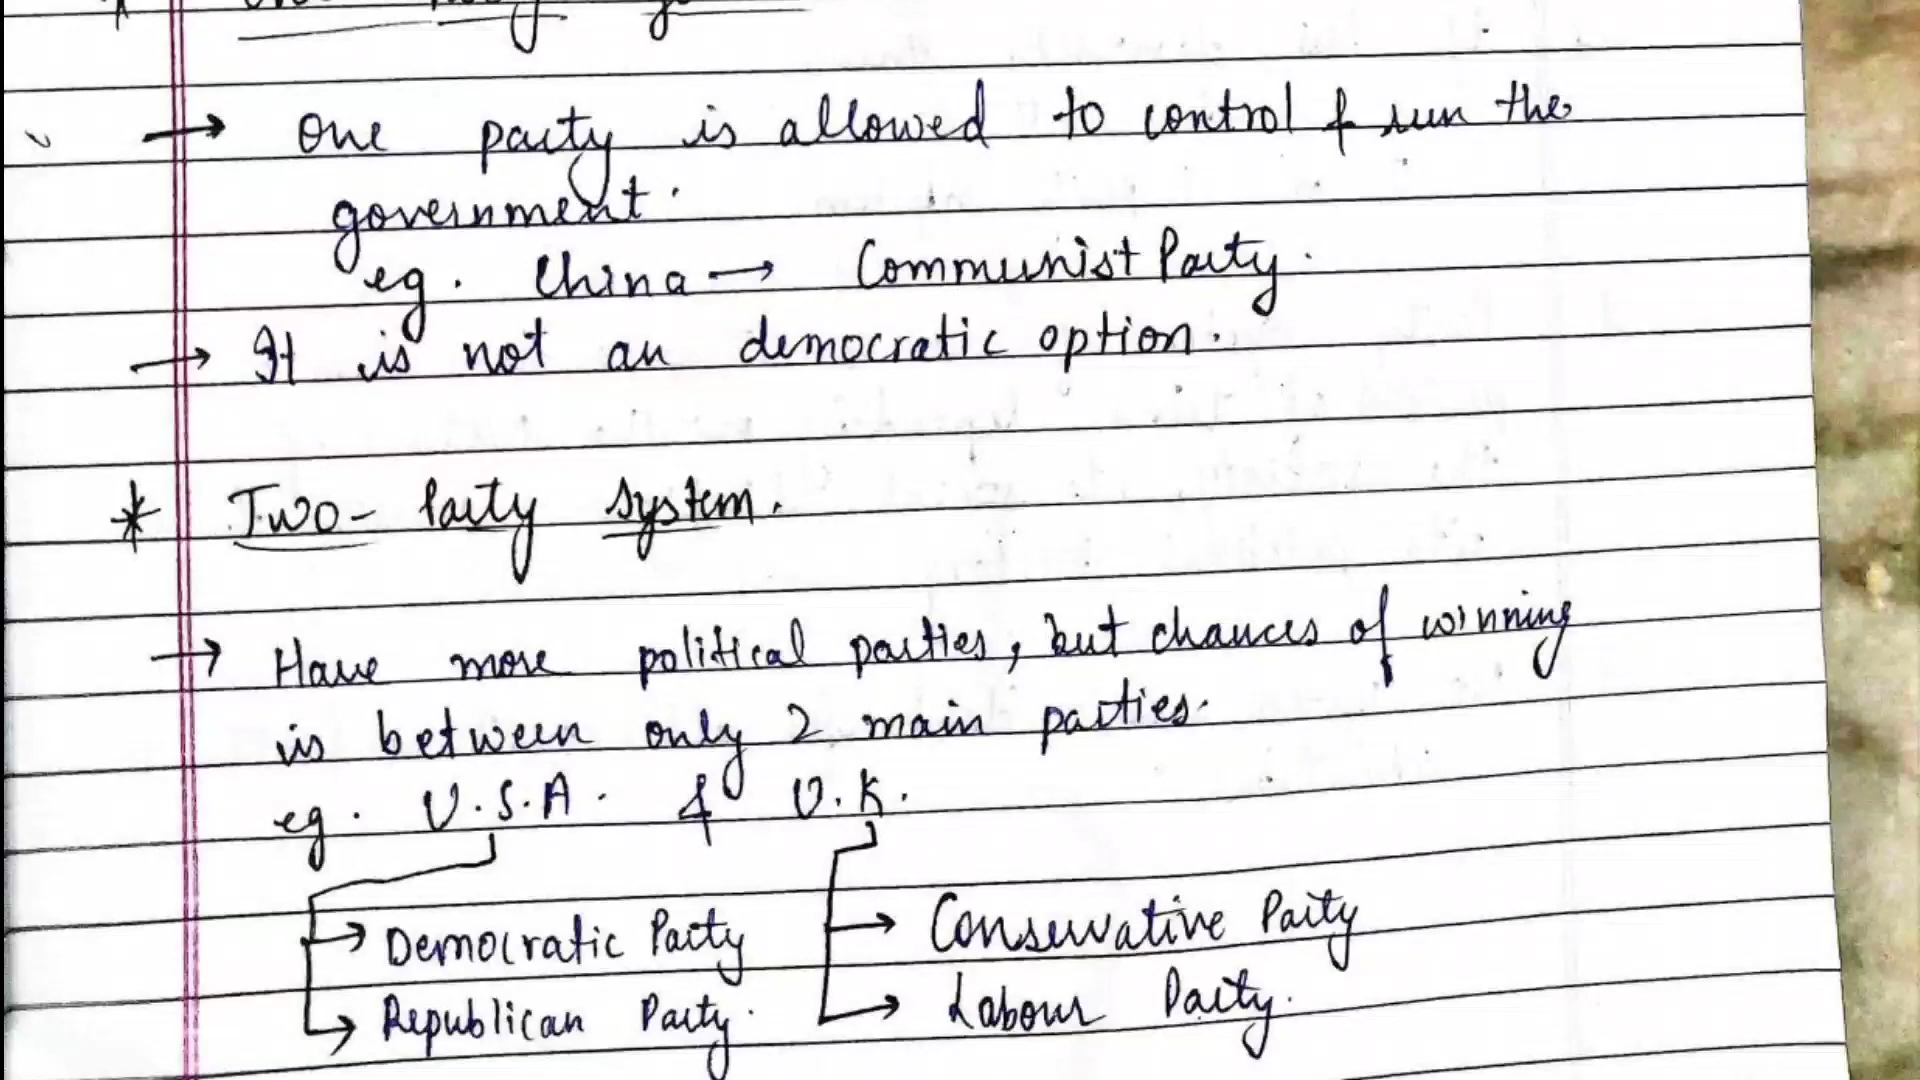 → One party is allowed to control & run the
government.
eg. China → Communist Party.
→ It is not an democratic option.
* Two-Party system.
→ Have more political parties, but chances of winning
is between only 2 main parties.
eg. U.S.A. & U.K.
→ Democratic Party → Conservative Party
→ Republican Party. → Labour Party.